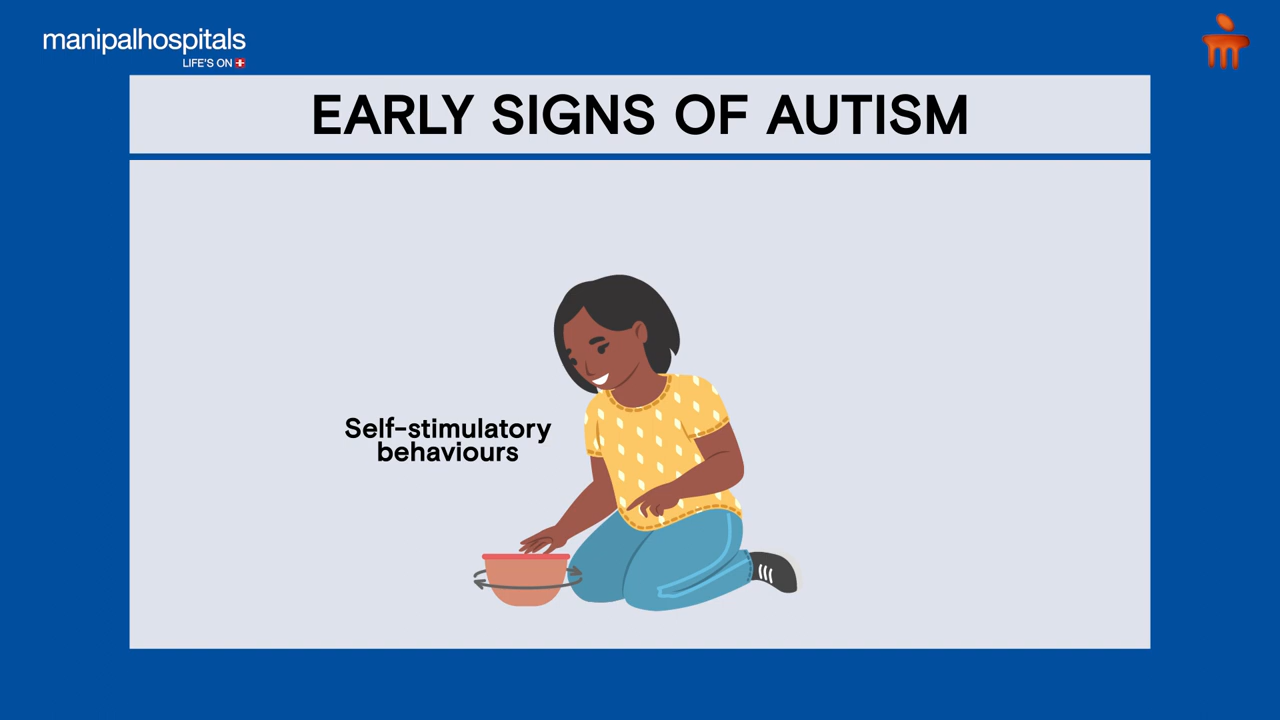 manipalhospitals
LIFE'S ON
EARLY SIGNS OF AUTISM
Self-stimulatory
behaviours